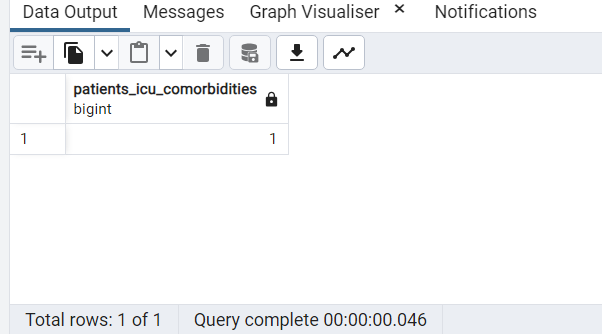 Data Output Messages Graph Visualiser × Notifications
patients_icu_comorbidities
bigint
1 1
Total rows: 1 of 1 Query complete 00:00:00.046